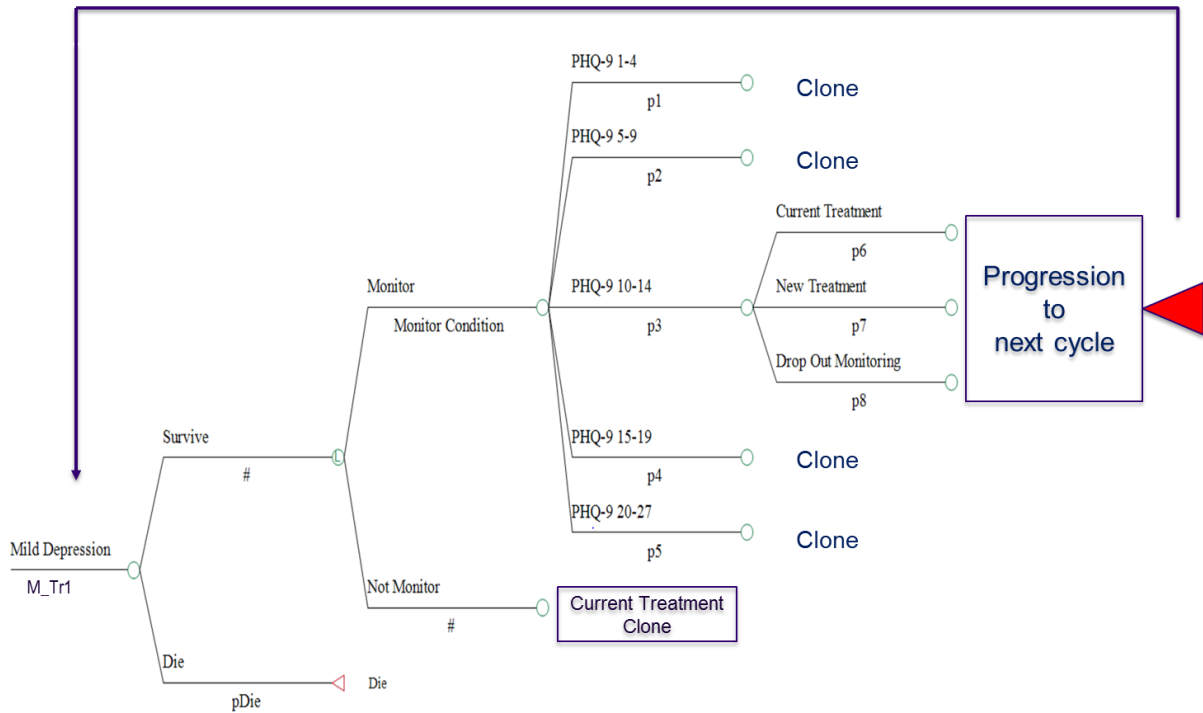 PHQ-9 1-4
p1
Clone
PHQ-9 5-9
p2
Clone
Current Treatment
p6
Monitor
Monitor Condition
PHQ-9 10-14
p3
New Treatment
p7
Drop Out Monitoring
p8
Progression
to
next cycle
Survive
#
L
PHQ-9 15-19
p4
Clone
PHQ-9 20-27
p5
Clone
Mild Depression
M_Tr1
Not Monitor
#
Current Treatment
Clone
Die
pDie
Die